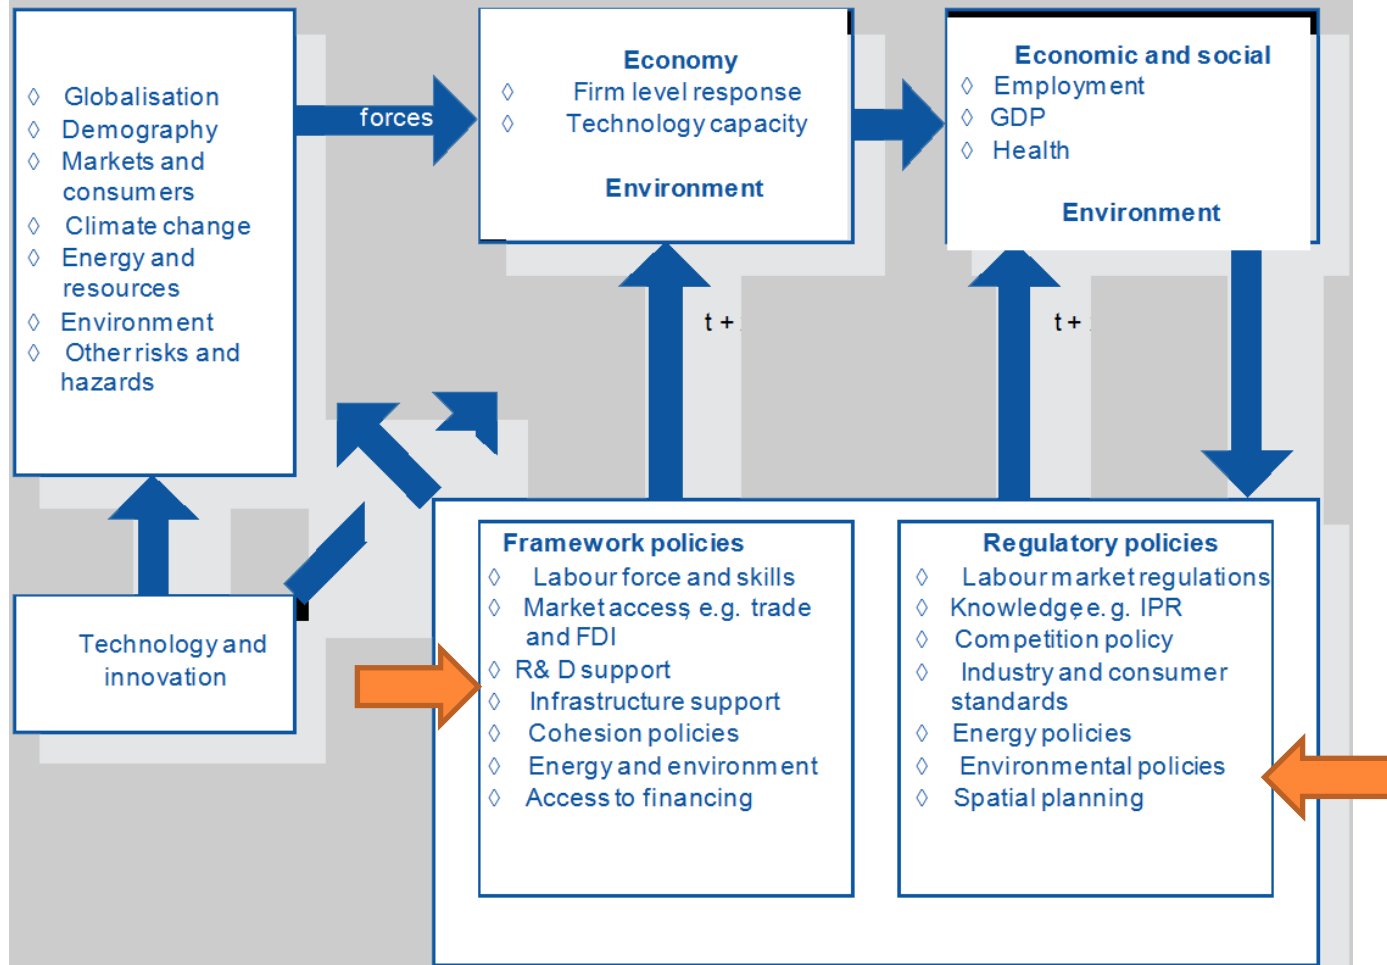 Globalisation
Demography
Markets and
consumers
Climate change
Energy and
resources
Environment
Other risks and
hazards
forces
Economy
Firm level response
Technology capacity
Environment
Economic and social
Employment
GDP
Health
Environment
t +
t +
Technology and
innovation
Framework policies
Labour force and skills
Market access, e.g. trade
and FDI
R& D support
Infrastructure support
Cohesion policies
Energy and environment
Access to financing
Regulatory policies
Labour market regulations
Knowledge, e. g. IPR
Competition policy
Industry and consumer
standards
Energy policies
Environmental policies
Spatial planning